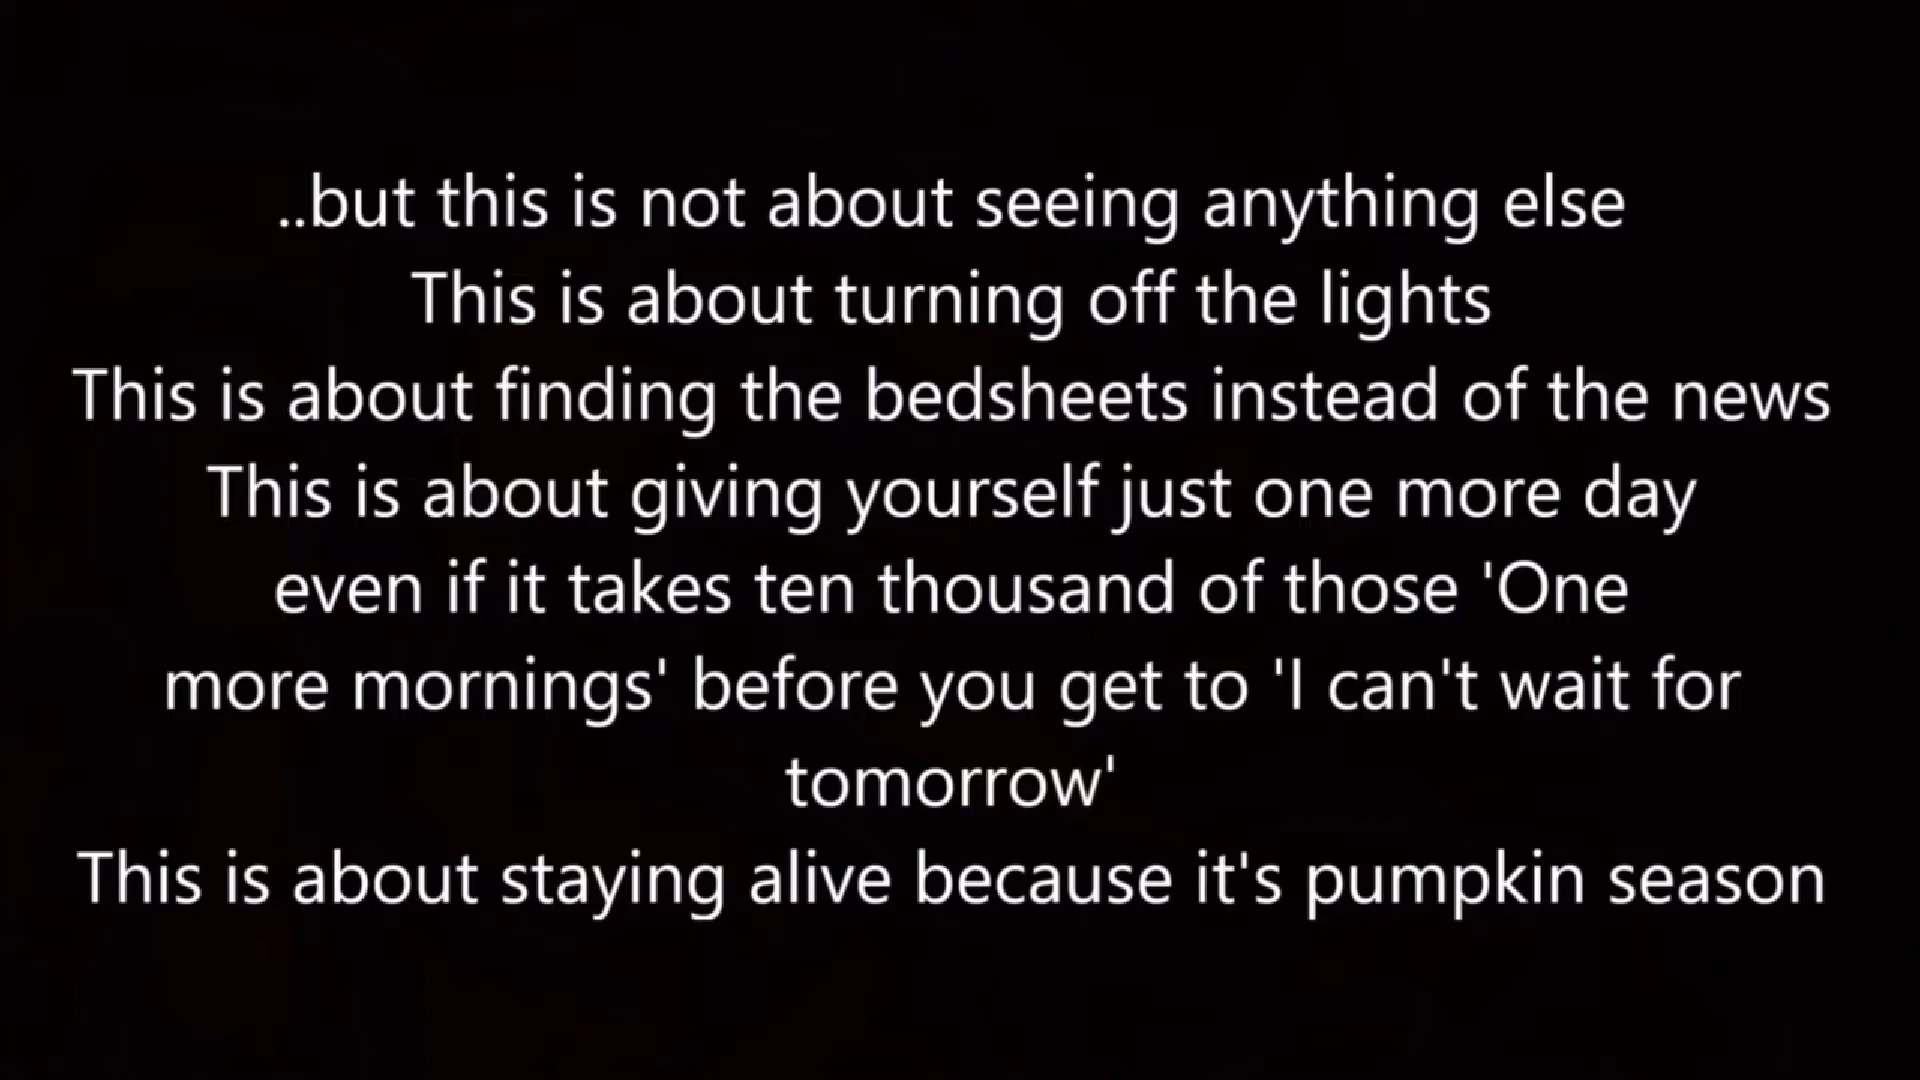 ..but this is not about seeing anything else
This is about turning off the lights
This is about finding the bedsheets instead of the news
This is about giving yourself just one more day
even if it takes ten thousand of those 'One
more mornings' before you get to 'I can't wait for
tomorrow'
This is about staying alive because it's pumpkin season